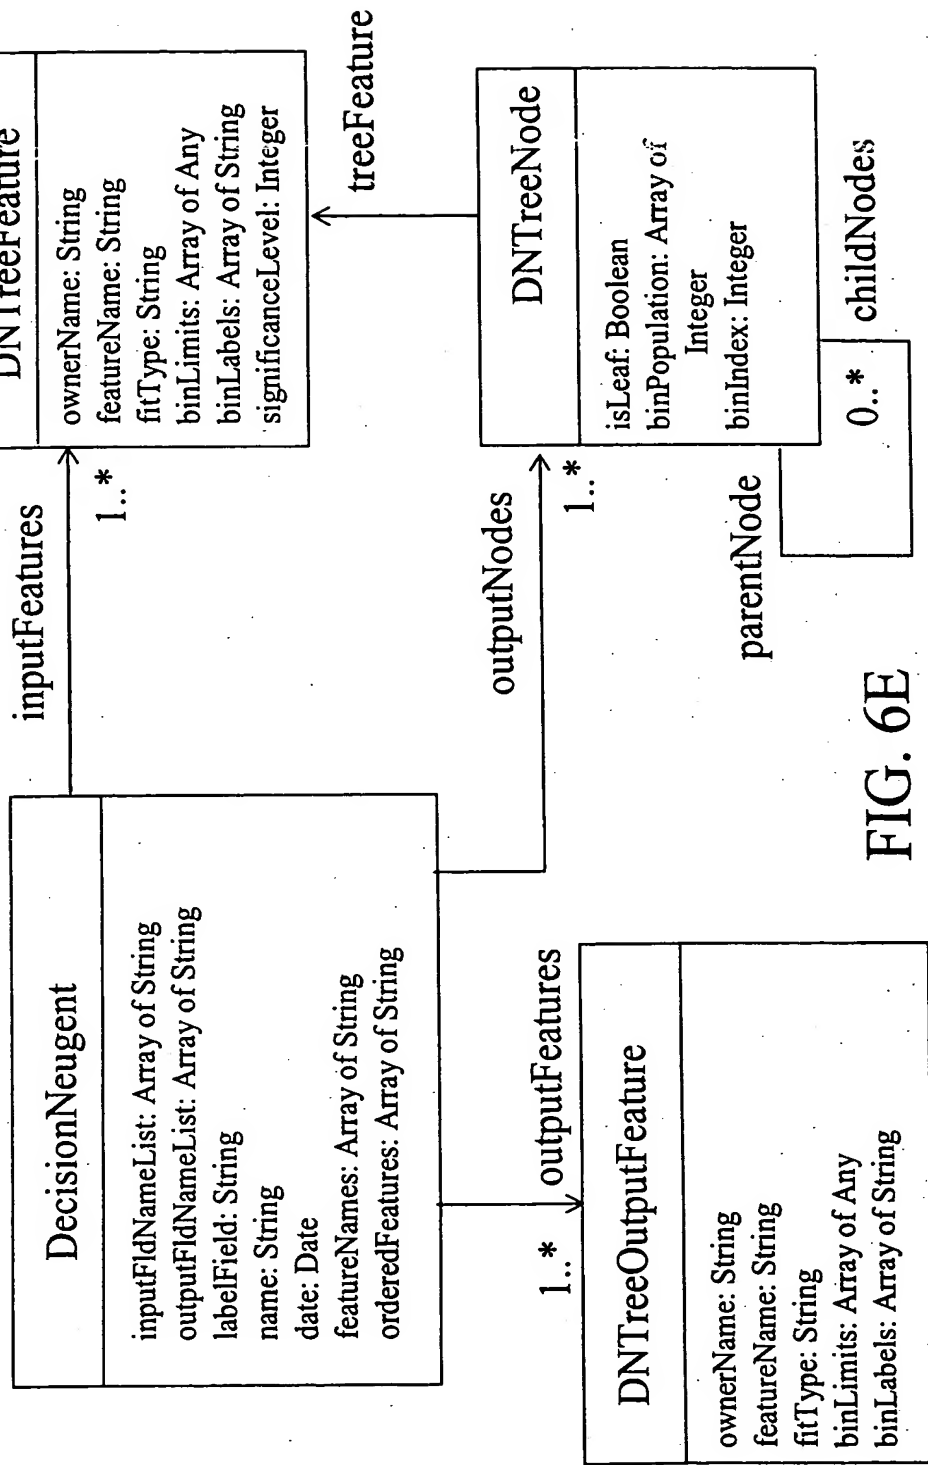 DecisionNeugent
inputFldNameList: Array of String
outputFldNameList: Array of String
labelField: String
name: String
date: Date
featureNames: Array of String
orderedFeatures: Array of String
inputFeatures
1..*
DNTreeFeature
ownerName: String
featureName: String
fitType: String
binLimits: Array of Any
binLabels: Array of String
significanceLevel: Integer
treeFeature
outputNodes
1..*
DNTreeNode
isLeaf: Boolean
binPopulation: Array of
Integer
binIndex: Integer
parentNode
0..*
childNodes
1..*
outputFeatures
DNTreeOutputFeature
ownerName: String
featureName: String
fitType: String
binLimits: Array of Any
binLabels: Array of String
FIG. 6E